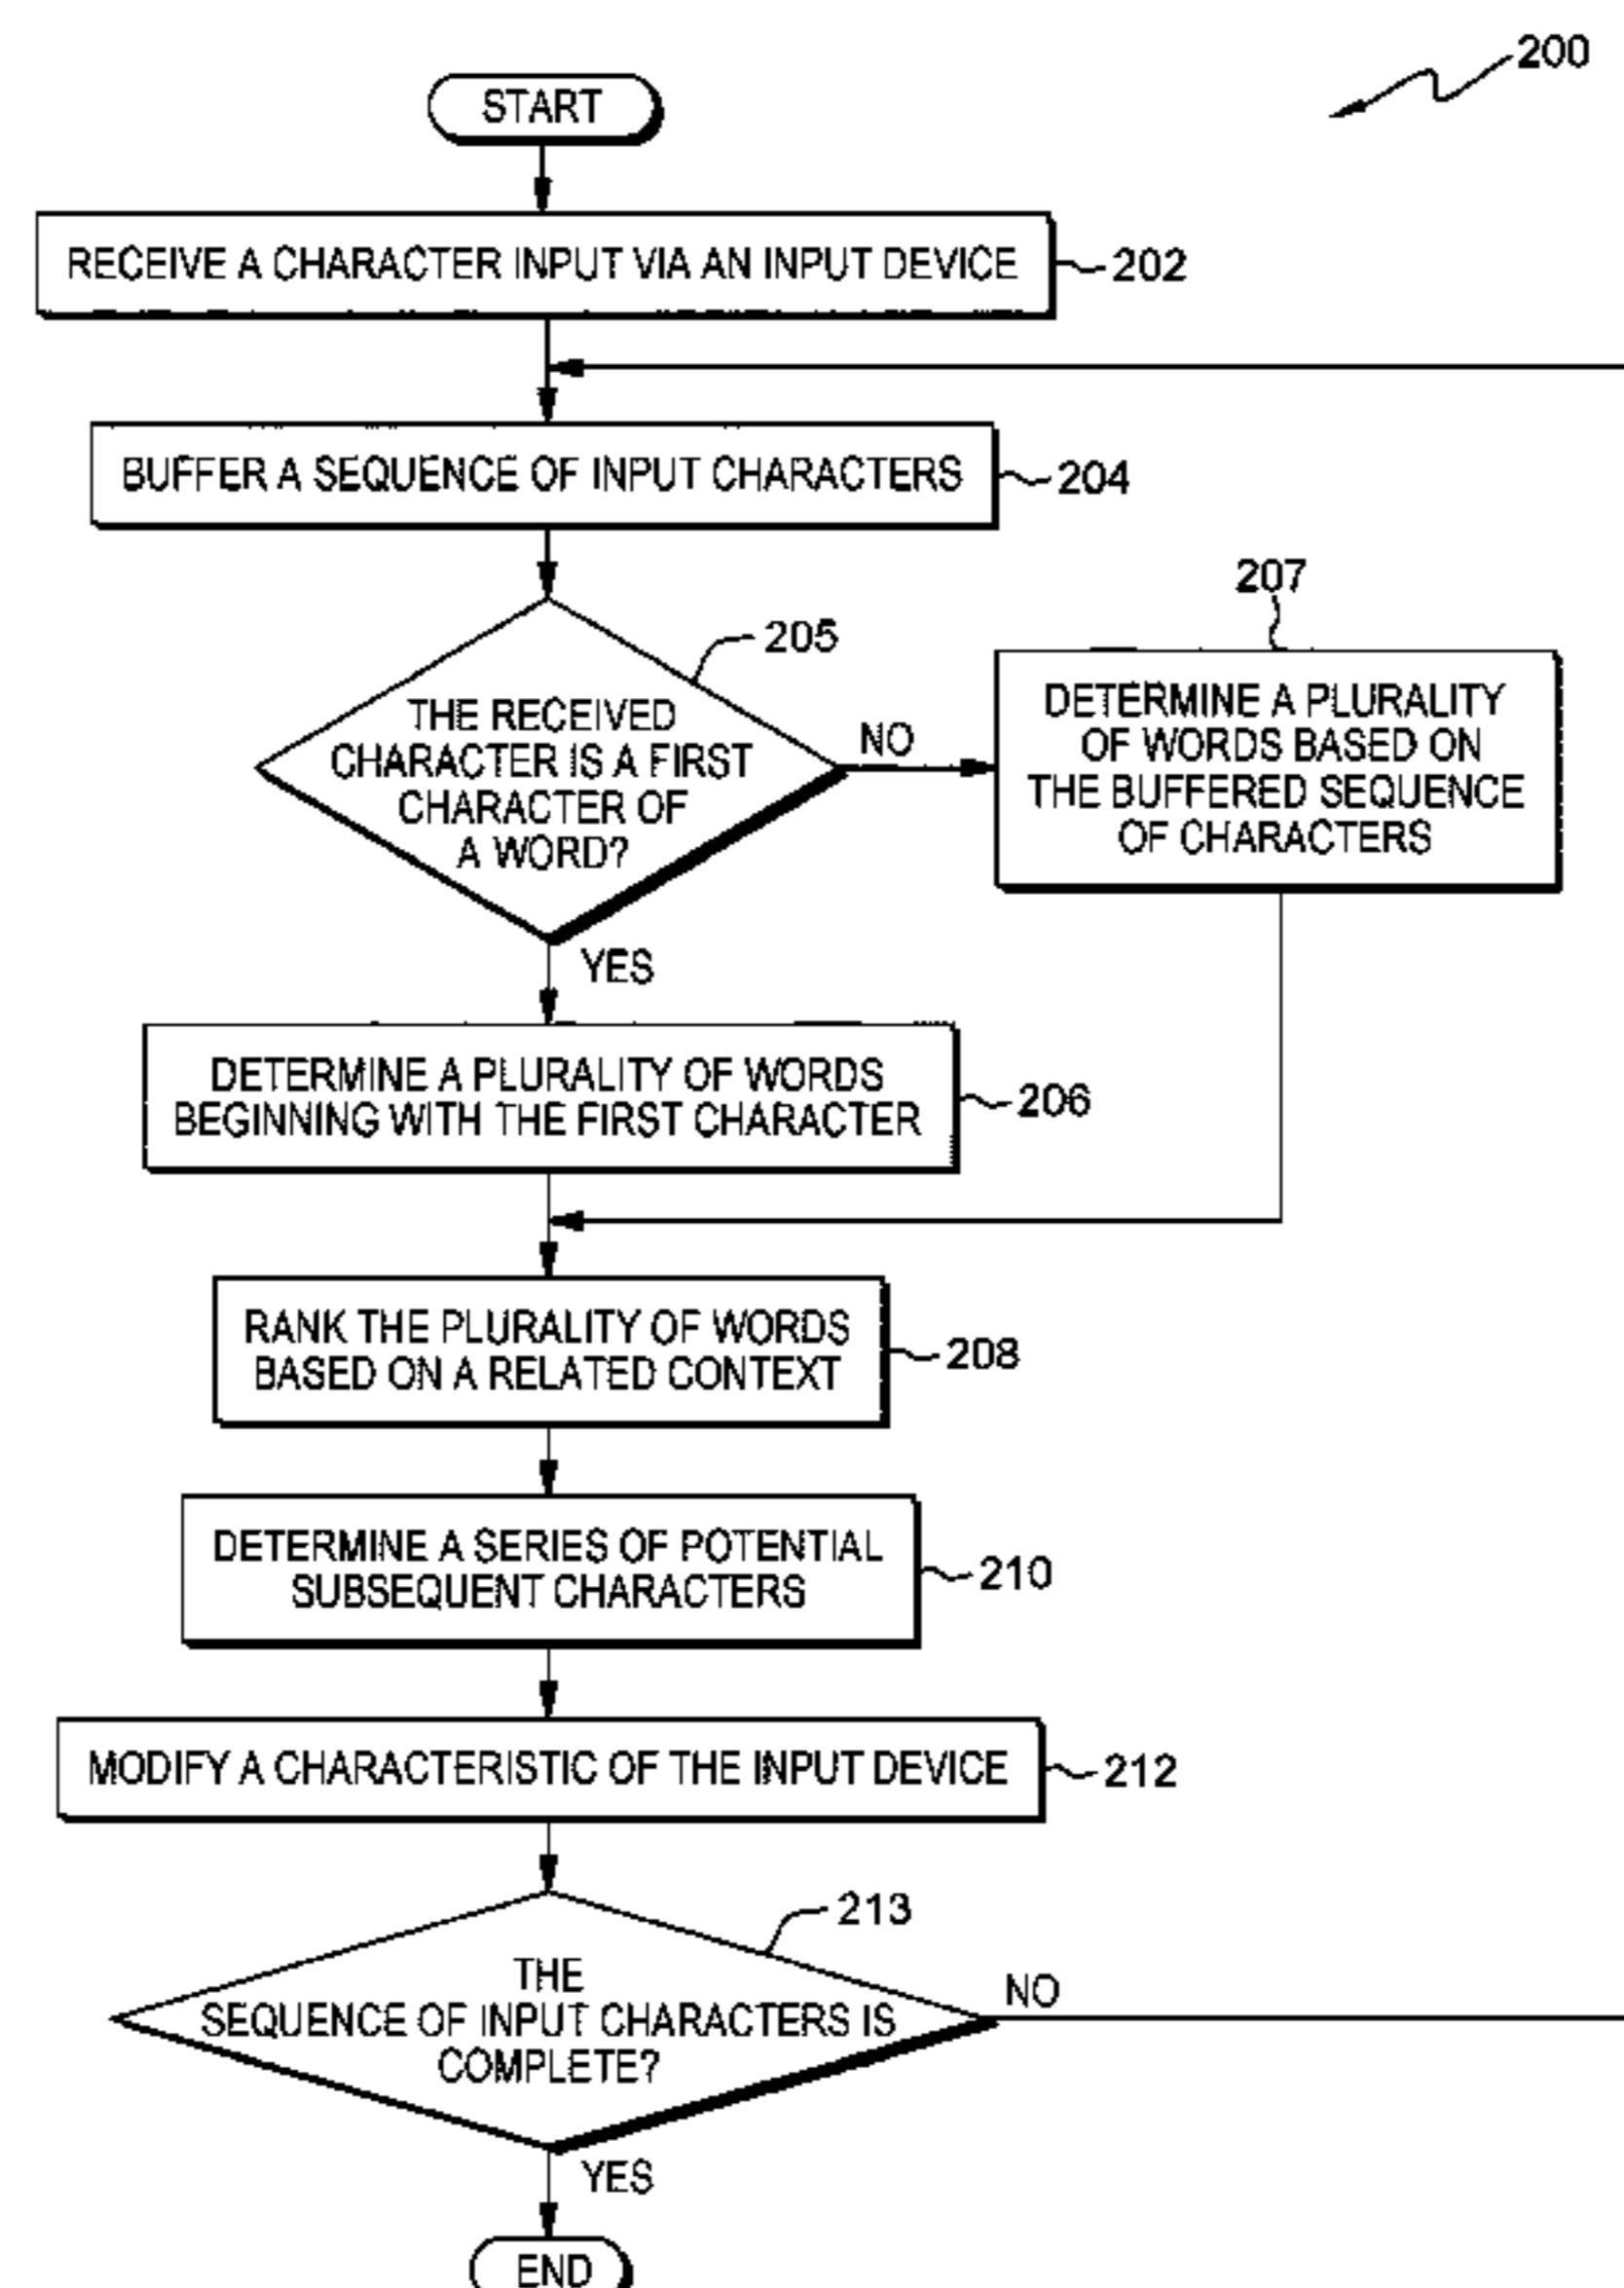 200
START
RECEIVE A CHARACTER INPUT VIA AN INPUT DEVICE
202
BUFFER A SEQUENCE OF INPUT CHARACTERS
204
205
THE RECEIVED
CHARACTER IS A FIRST
CHARACTER OF
A WORD?
NO
207
DETERMINE A PLURALITY
OF WORDS BASED ON
THE BUFFERED SEQUENCE
OF CHARACTERS
YES
DETERMINE A PLURALITY OF WORDS
BEGINNING WITH THE FIRST CHARACTER
206
RANK THE PLURALITY OF WORDS
BASED ON A RELATED CONTEXT
208
DETERMINE A SERIES OF POTENTIAL
SUBSEQUENT CHARACTERS
210
MODIFY A CHARACTERISTIC OF THE INPUT DEVICE
212
213
THE
SEQUENCE OF INPUT CHARACTERS IS
COMPLETE?
NO
YES
END